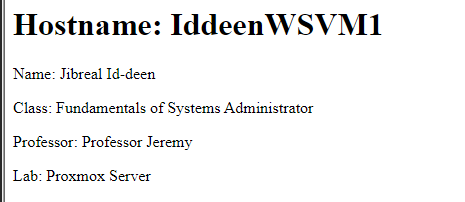 Hostname: IddeenWSVM1
Name: Jibreal Id-deen
Class: Fundamentals of Systems Administrator
Professor: Professor Jeremy
Lab: Proxmox Server